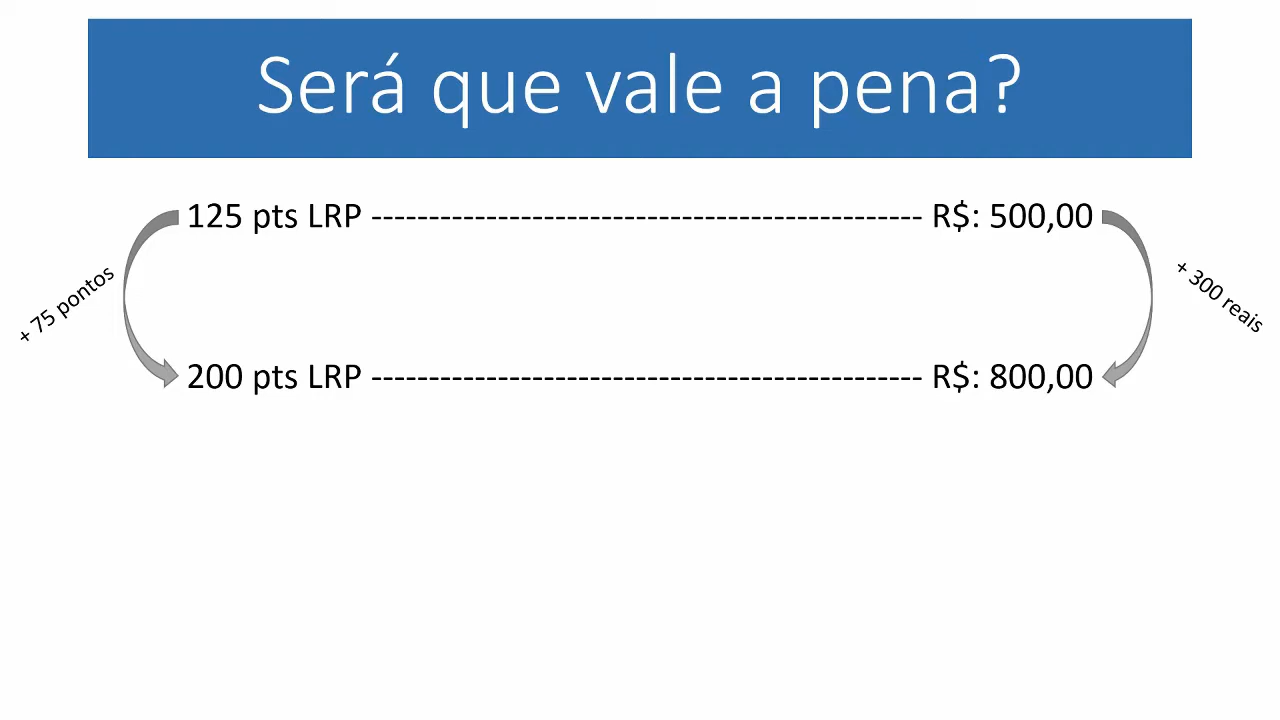 Será que vale a pena?
125 pts LRP ------------------------------------------------ R$: 500,00
+ 75 pontos
+ 300 reais
200 pts LRP ------------------------------------------------ R$: 800,00